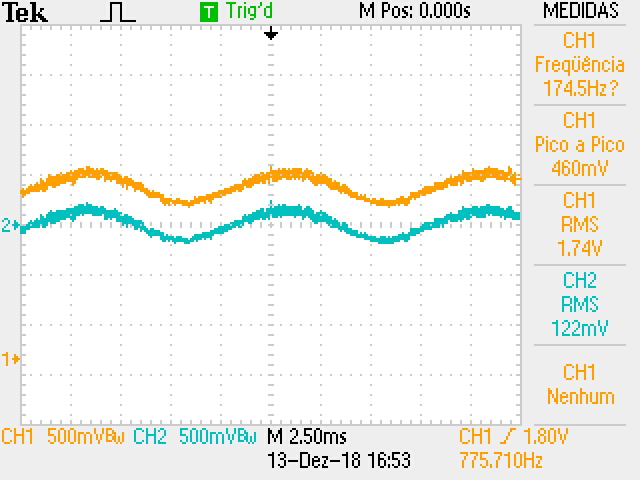 Tek T Trig'd M Pos: 0.000s MEDIDAS
CH1
Freqüência
174.5Hz?
CH1
Pico a Pico
460mV
CH1
RMS
1.74V
CH2
RMS
122mV
CH1
Nenhum
2
1
CH1 500mVBw CH2 500mVBw M 2.50ms CH1 1.80V
13-Dez-18 16:53 775.710Hz